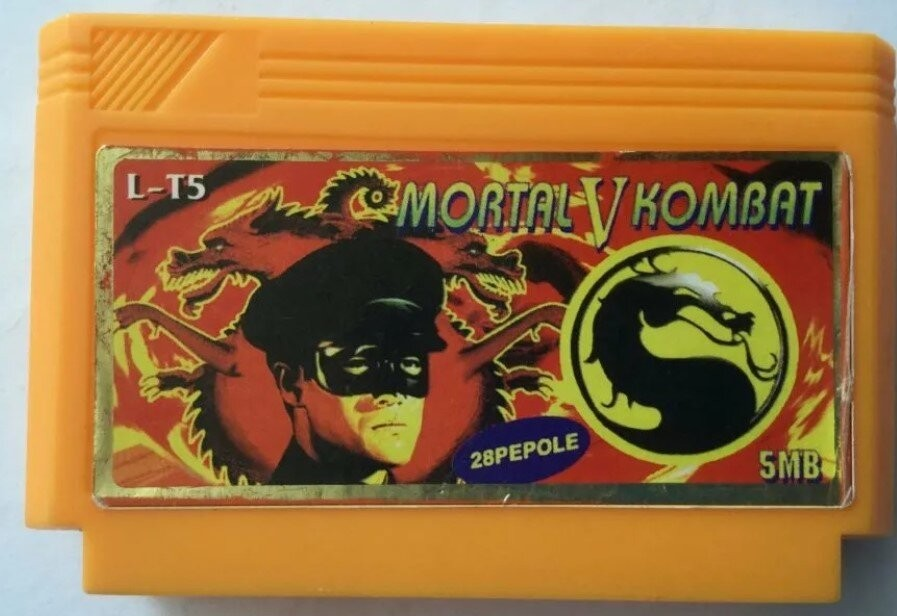 L-T5
MORTAL V KOMBAT
28PEPOLE
5MB